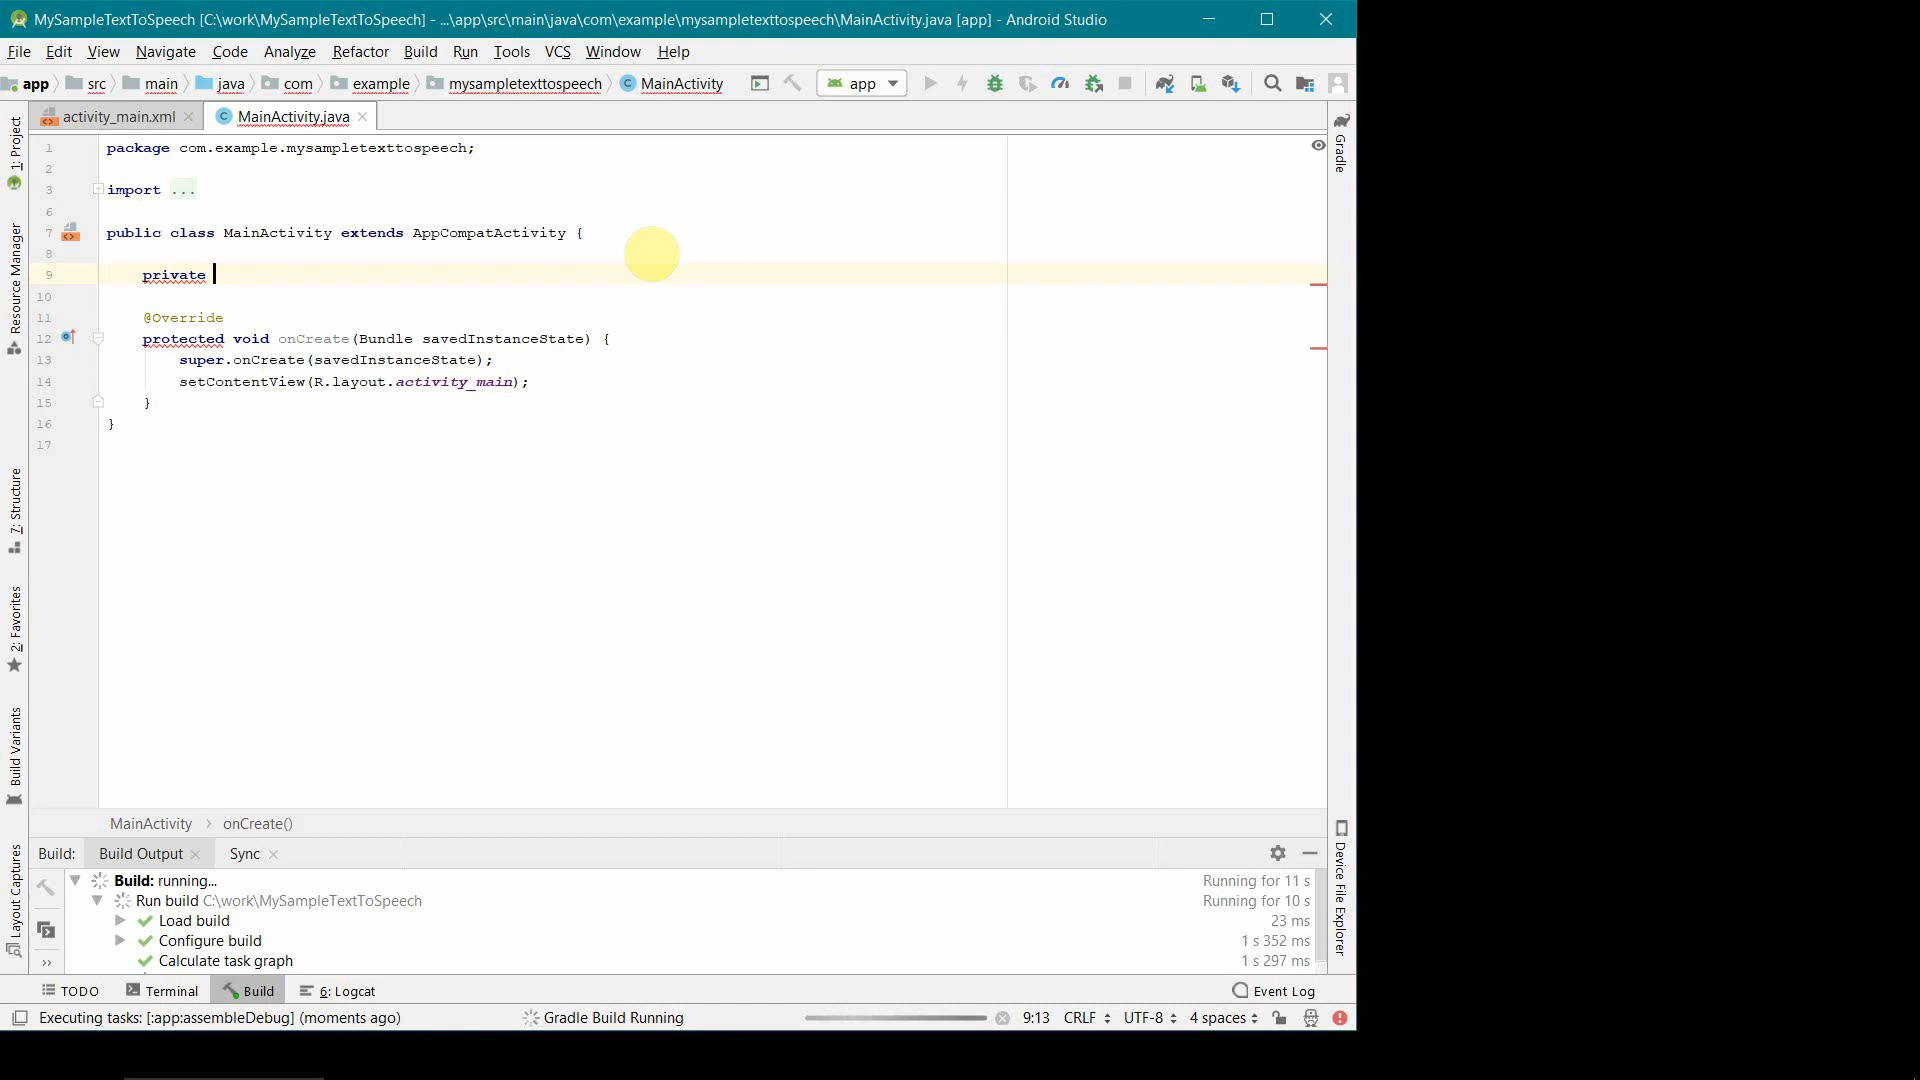 MySampleTextToSpeech [C:\work\MySampleTextToSpeech] - ...\app\src\main\java\com\example\mysampletexttospeech\MainActivity.java [app] - Android Studio
File Edit View Navigate Code Analyze Refactor Build Run Tools VCS Window Help
app src main java com example mysampletexttospeech MainActivity app
activity_main.xml MainActivity.java
1 package com.example.mysampletexttospeech;
2
3 import ...
6
7 public class MainActivity extends AppCompatActivity {
8
9 private
10
11 @Override
12 protected void onCreate(Bundle savedInstanceState) {
13 super.onCreate(savedInstanceState);
14 setContentView(R.layout.activity_main);
15 }
16 }
17
1: Project
Resource Manager
7: Structure
2: Favorites
Build Variants
Layout Captures
Gradle
Device File Explorer
MainActivity > onCreate()
Build: Build Output Sync
Build: running... Running for 11 s
Run build C:\work\MySampleTextToSpeech Running for 10 s
Load build 23 ms
Configure build 1 s 352 ms
Calculate task graph 1 s 297 ms
TODO Terminal Build 6: Logcat Event Log
Executing tasks: [:app:assembleDebug] (moments ago) Gradle Build Running 9:13 CRLF UTF-8 4 spaces